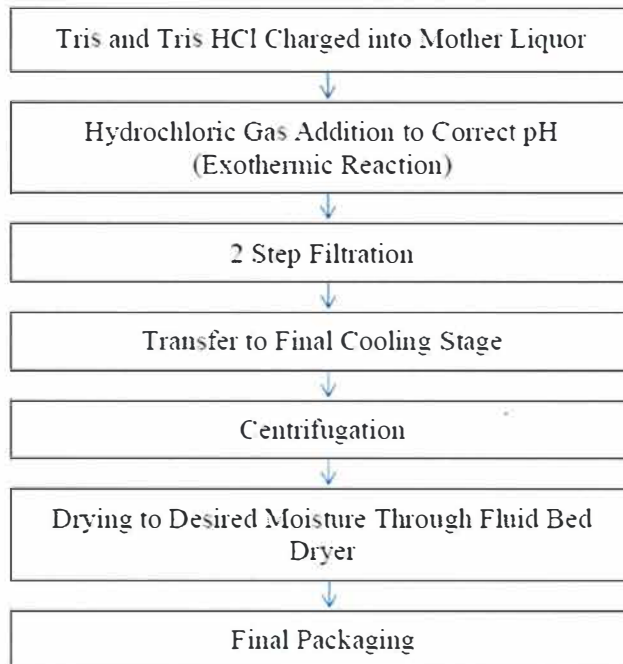 Tris and Tris HCl Charged into Mother Liquor
Hydrochloric Gas Addition to Correct pH
(Exothermic Reaction)
2 Step Filtration
Transfer to Final Cooling Stage
Centrifugation
Drying to Desired Moisture Through Fluid Bed
Dryer
Final Packaging